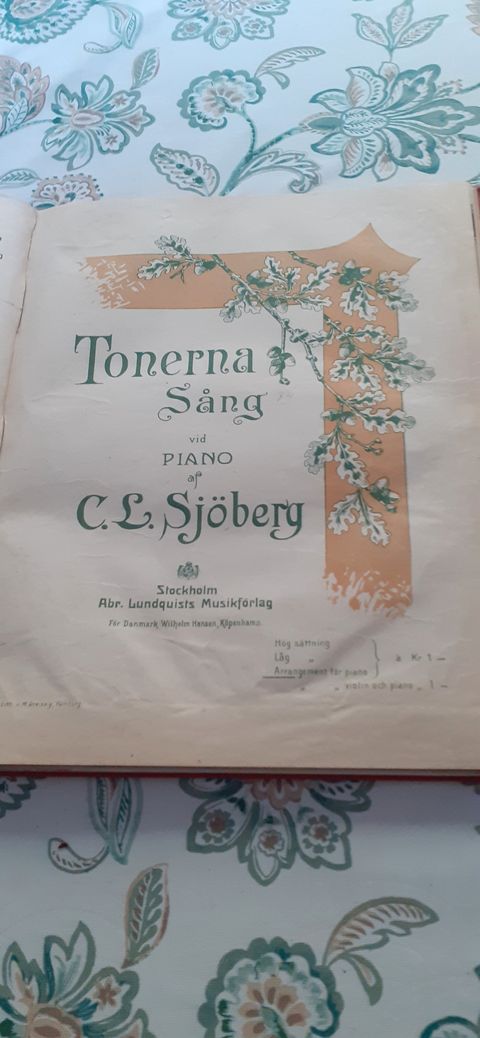 Tonerna
Sång
vid
PIANO
af
C. L. Sjöberg
Stockholm
Abr. Lundquists Musikförlag
För Danmark, Wilhelm Hansen, Köpenhamn.
Hög sättning
Låg „
Arrangement för piano
à Kr 1 —
„ „ violin och piano „ 1 —